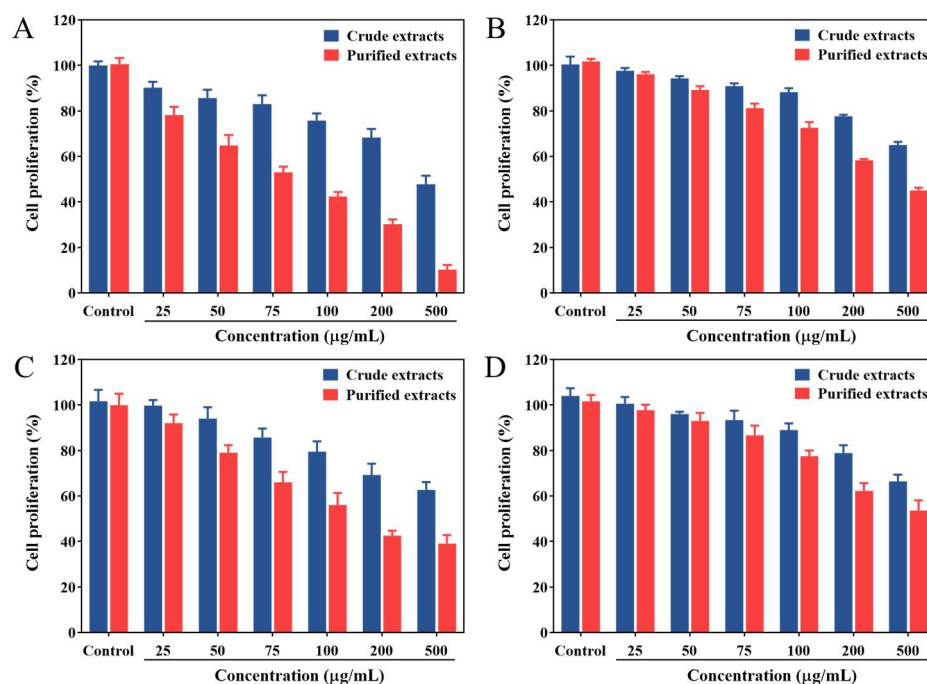 A
Cell proliferation (%)
120
100
80
60
40
20
0
Crude extracts
Purified extracts
Control 25 50 75 100 200 500
Concentration (μg/mL)
B
Cell proliferation (%)
120
100
80
60
40
20
0
Crude extracts
Purified extracts
Control 25 50 75 100 200 500
Concentration (μg/mL)
C
Cell proliferation (%)
120
100
80
60
40
20
0
Crude extracts
Purified extracts
Control 25 50 75 100 200 500
Concentration (μg/mL)
D
Cell proliferation (%)
120
100
80
60
40
20
0
Crude extracts
Purified extracts
Control 25 50 75 100 200 500
Concentration (μg/mL)